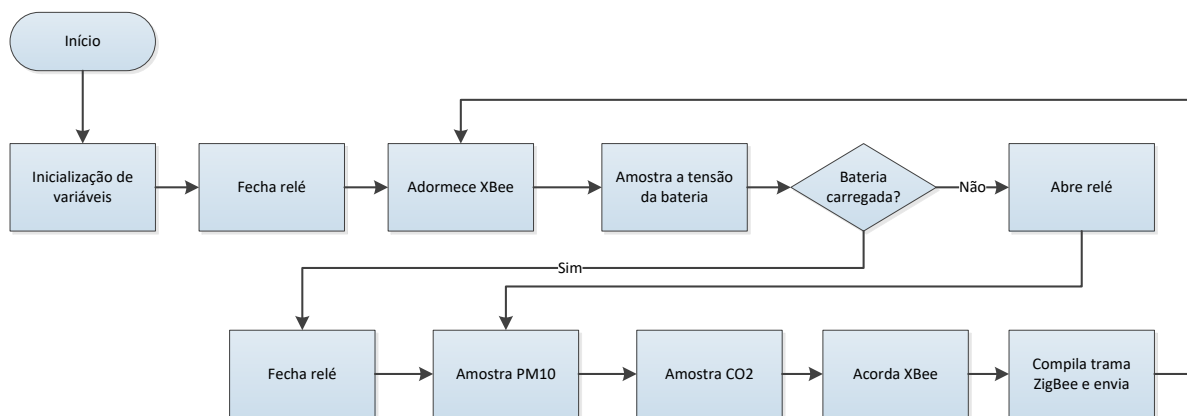 Início
Inicialização de
variáveis
Fecha relé
Adormece XBee
Amostra a tensão
da bateria
Bateria
carregada?
Não
Abre relé
Sim
Fecha relé
Amostra PM10
Amostra CO2
Acorda XBee
Compila trama
ZigBee e envia